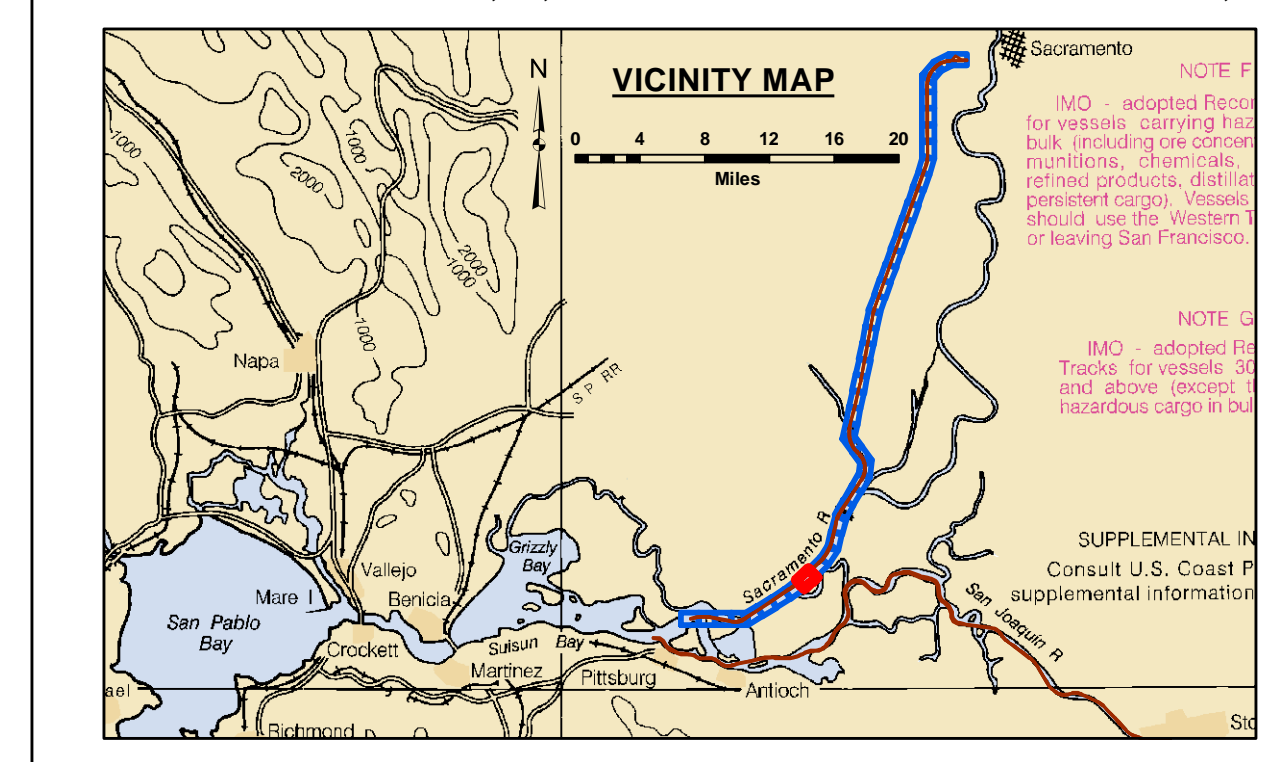 Sacramento
N
VICINITY MAP
0 4 8 12 16 20
Miles
NOTE F
IMO - adopted Recor
for vessels carrying haz
bulk (including ore concen
munitions, chemicals,
refined products, distillat
persistent cargo). Vessels
should use the Western T
or leaving San Francisco.
1000
1000
2000
2000
1000
1000
NOTE G
IMO - adopted Re
Tracks for vessels 30
and above (except t
hazardous cargo in bul
Napa
S P RR
Grizzly
Bay
Sacramento R
SUPPLEMENTAL IN
Consult U.S. Coast P
supplemental information
Vallejo
Mare I
Benicia
San Pablo
Bay
San Joaquin R
Crockett
Suisun Bay
Martinez
Pittsburg
Antioch
ael
Richmond
Sto